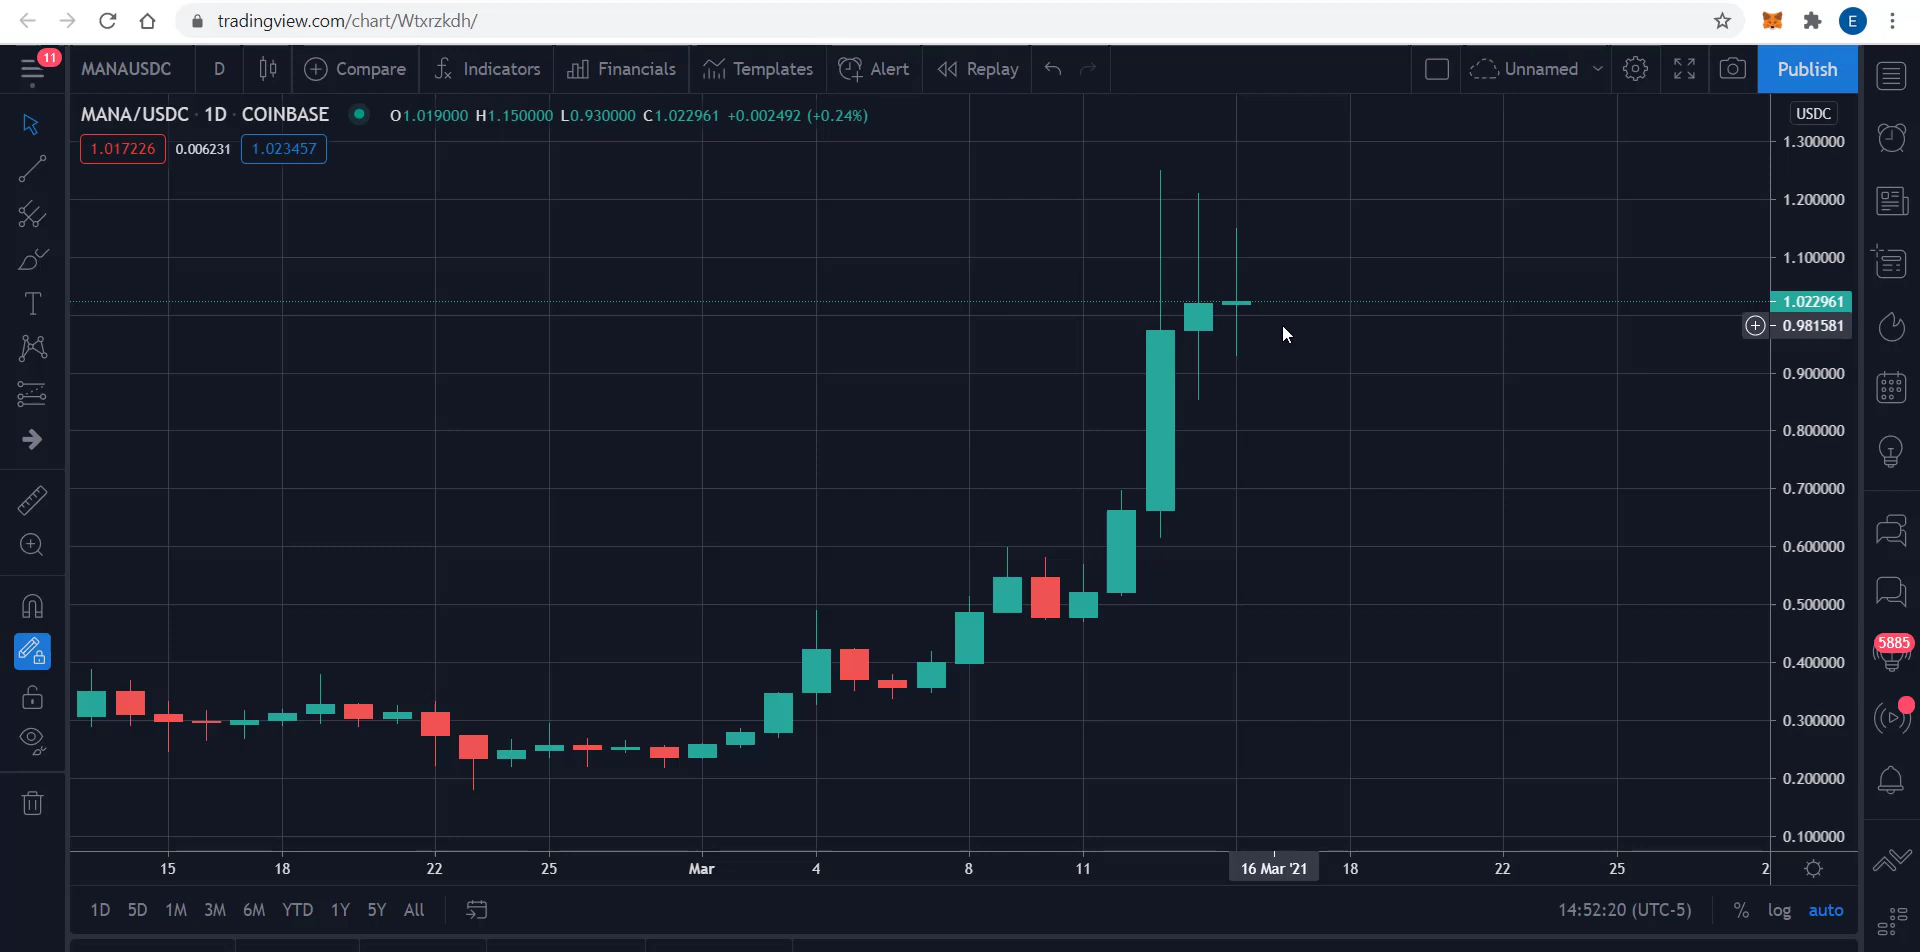 tradingview.com/chart/Wtxrzkdh/
E
11
MANAUSDC D Compare Indicators Financials Templates Alert Replay Unnamed Publish
MANA/USDC · 1D · COINBASE O1.019000 H1.150000 L0.930000 C1.022961 +0.002492 (+0.24%)
USDC
1.017226 0.006231 1.023457
1.300000
1.200000
1.100000
1.022961
0.981581
0.900000
0.800000
0.700000
0.600000
0.500000
5885
0.400000
0.300000
0.200000
0.100000
15 18 22 25 Mar 4 8 11 16 Mar '21 18 22 25 2
1D 5D 1M 3M 6M YTD 1Y 5Y All 14:52:20 (UTC-5) % log auto